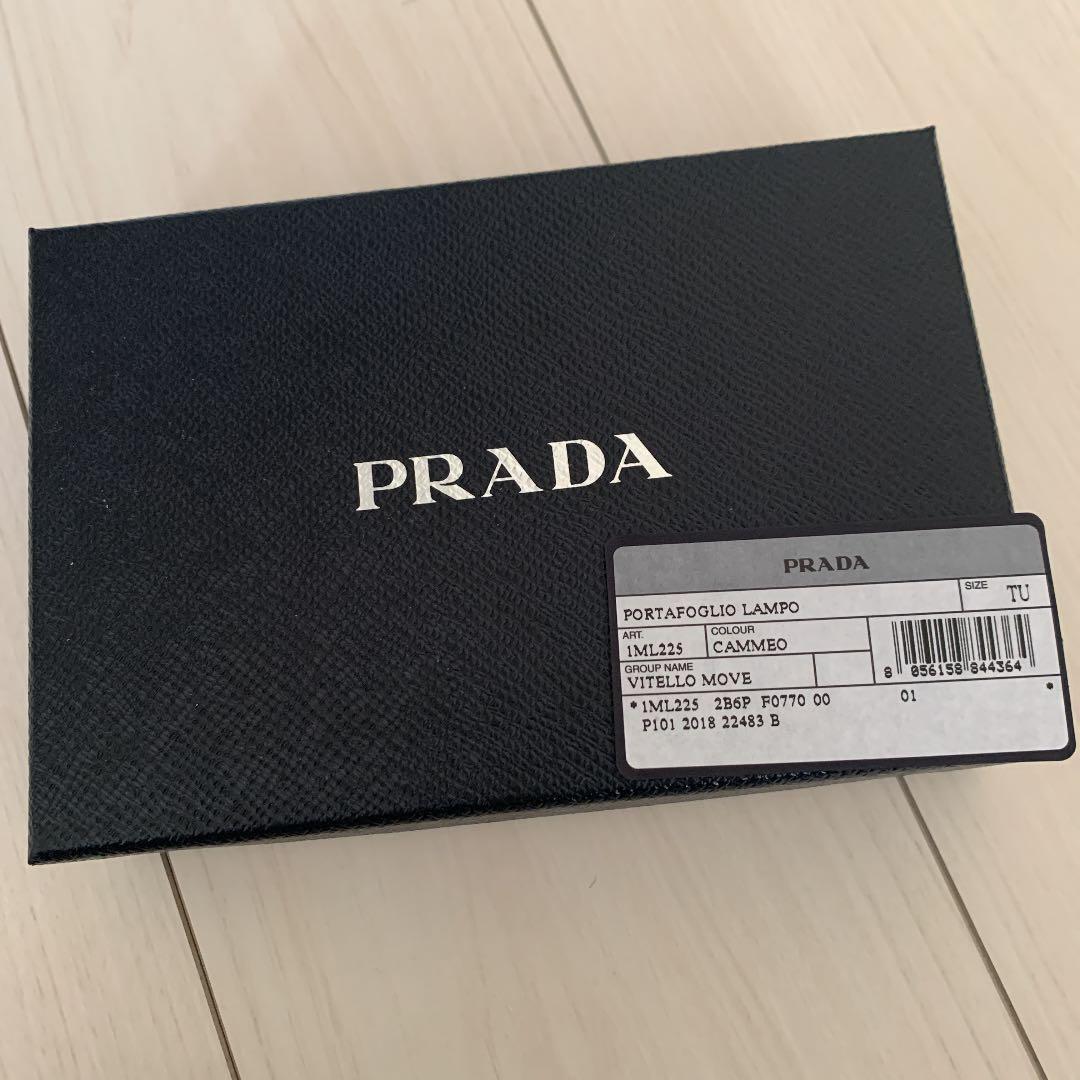 PRADA
PRADA
PORTAFOGLIO LAMPO
SIZE TU
ART. 1ML225
COLOUR CAMMEO
GROUP NAME
VITELLO MOVE
8 056158 844364
*1ML225 2B6P F0770 00 01 *
P101 2018 22483 B